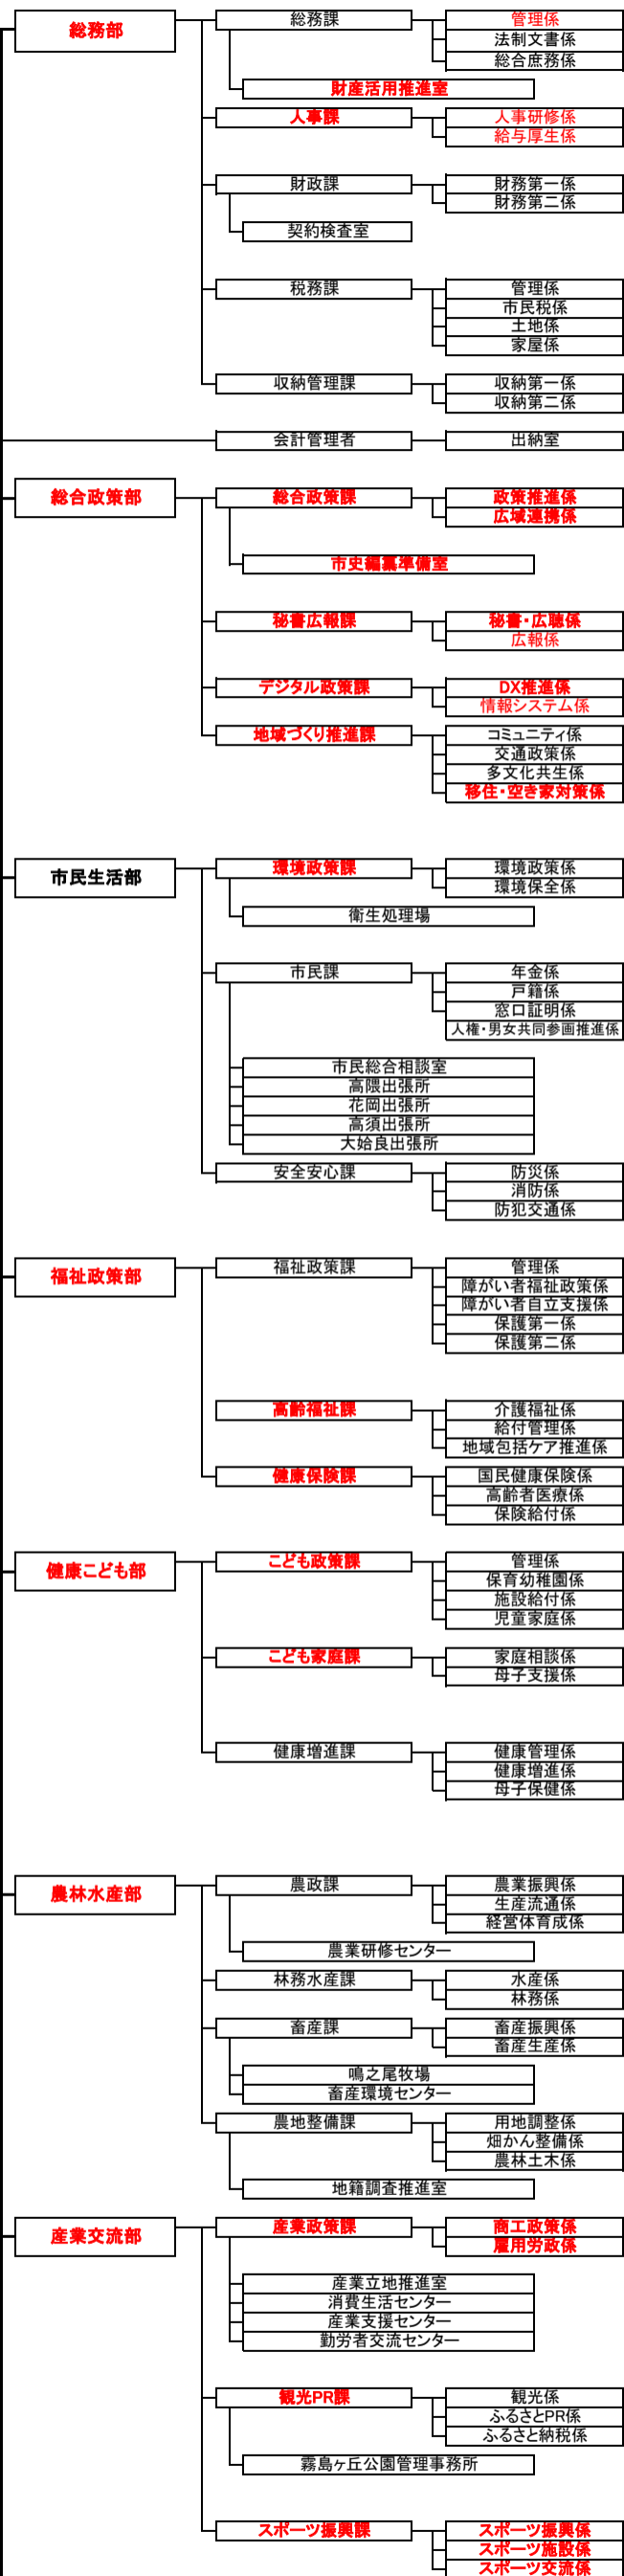 総務部
総務課
管理係
法制文書係
総合庶務係
財産活用推進室
人事課
人事研修係
給与厚生係
財政課
財務第一係
財務第二係
契約検査室
税務課
管理係
市民税係
土地係
家屋係
収納管理課
収納第一係
収納第二係
会計管理者
出納室
総合政策部
総合政策課
政策推進係
広域連携係
市史編纂準備室
秘書広報課
秘書・広聴係
広報係
デジタル政策課
DX推進係
情報システム係
地域づくり推進課
コミュニティ係
交通政策係
多文化共生係
移住・空き家対策係
市民生活部
環境政策課
環境政策係
環境保全係
衛生処理場
市民課
年金係
戸籍係
窓口証明係
人権・男女共同参画推進係
市民総合相談室
高隈出張所
花岡出張所
高須出張所
大姶良出張所
安全安心課
防災係
消防係
防犯交通係
福祉政策部
福祉政策課
管理係
障がい者福祉政策係
障がい者自立支援係
保護第一係
保護第二係
高齢福祉課
介護福祉係
給付管理係
地域包括ケア推進係
健康保険課
国民健康保険係
高齢者医療係
保険給付係
健康こども部
こども政策課
管理係
保育幼稚園係
施設給付係
児童家庭係
こども家庭課
家庭相談係
母子支援係
健康増進課
健康管理係
健康増進係
母子保健係
農林水産部
農政課
農業振興係
生産流通係
経営体育成係
農業研修センター
林務水産課
水産係
林務係
畜産課
畜産振興係
畜産生産係
鳴之尾牧場
畜産環境センター
農地整備課
用地調整係
畑かん整備係
農林土木係
地籍調査推進室
産業交流部
産業政策課
商工政策係
雇用労政係
産業立地推進室
消費生活センター
産業支援センター
勤労者交流センター
観光PR課
観光係
ふるさとPR係
ふるさと納税係
霧島ヶ丘公園管理事務所
スポーツ振興課
スポーツ振興係
スポーツ施設係
スポーツ交流係